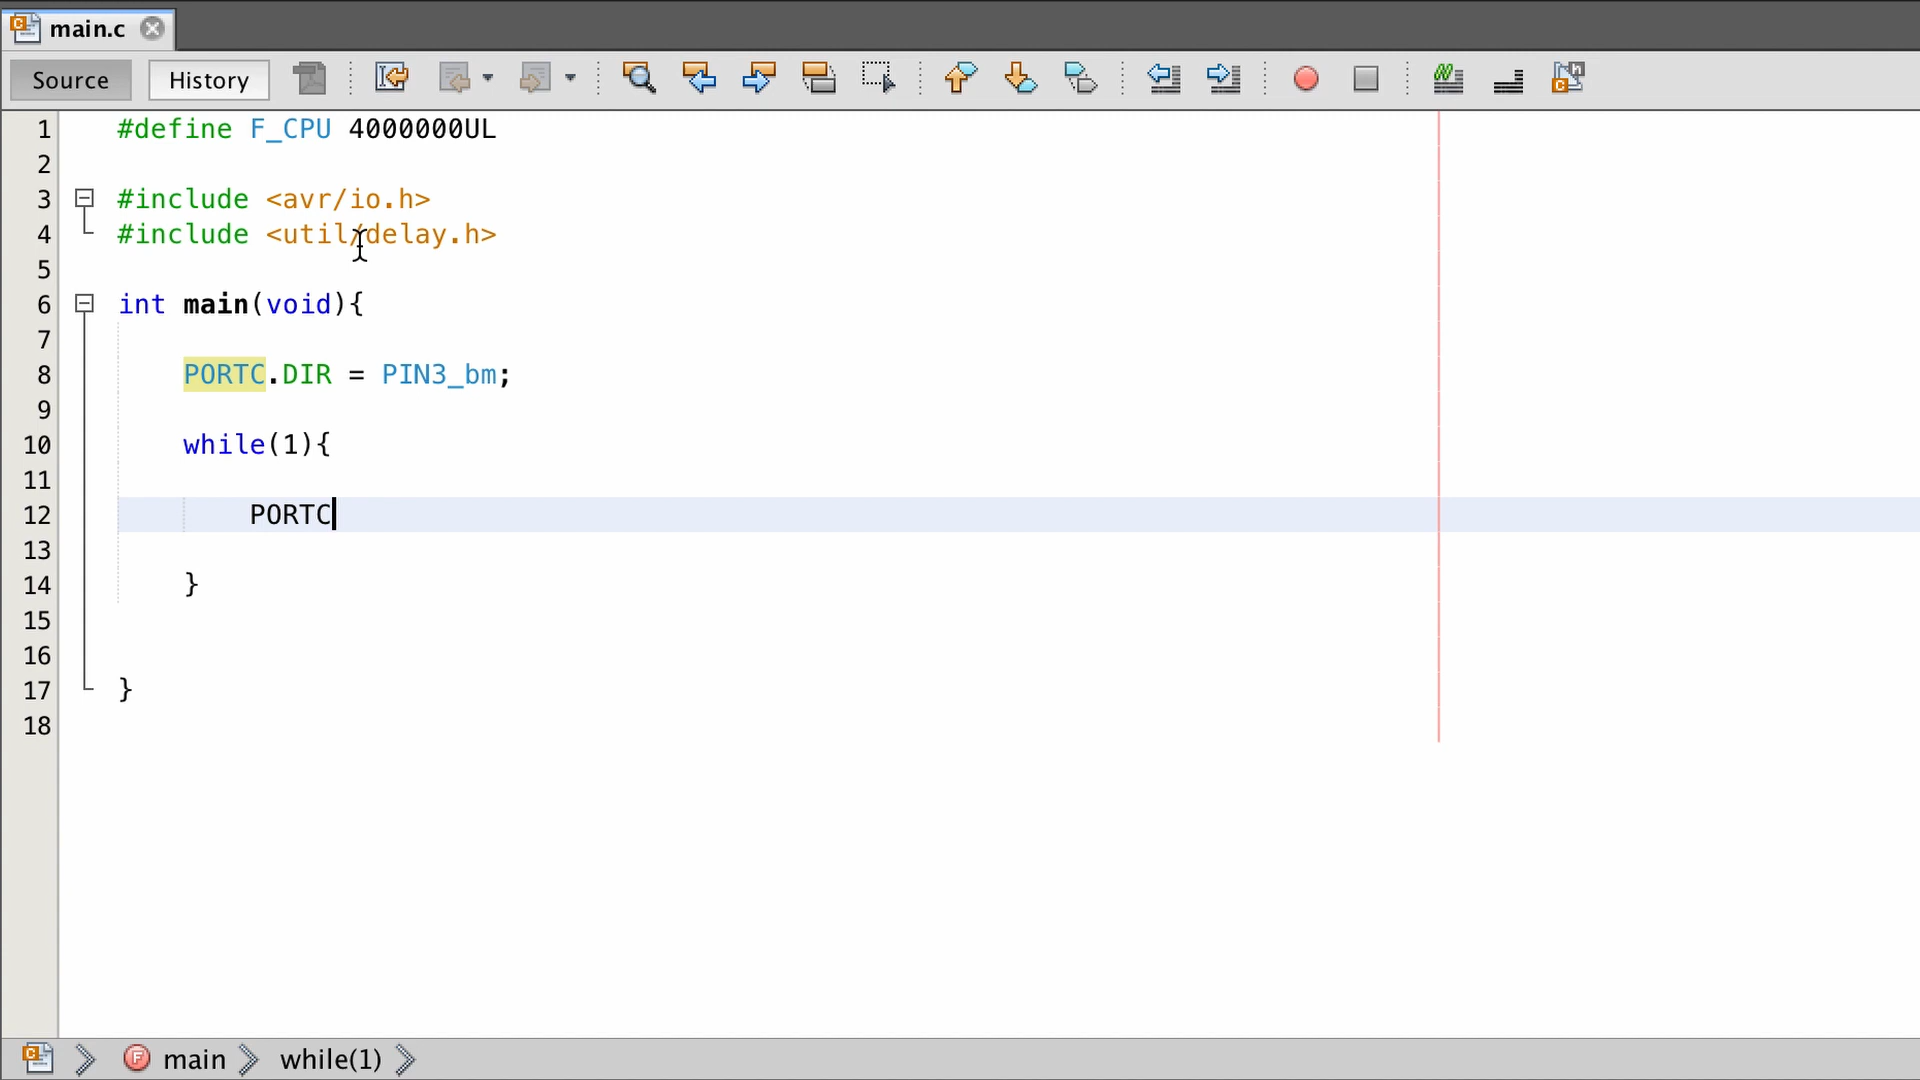 main.c
Source History
1 #define F_CPU 4000000UL
2
3 #include <avr/io.h>
4 #include <util/delay.h>
5
6 int main(void){
7
8 PORTC.DIR = PIN3_bm;
9
10 while(1){
11
12 PORTC
13
14 }
15
16
17 }
18
main while(1)